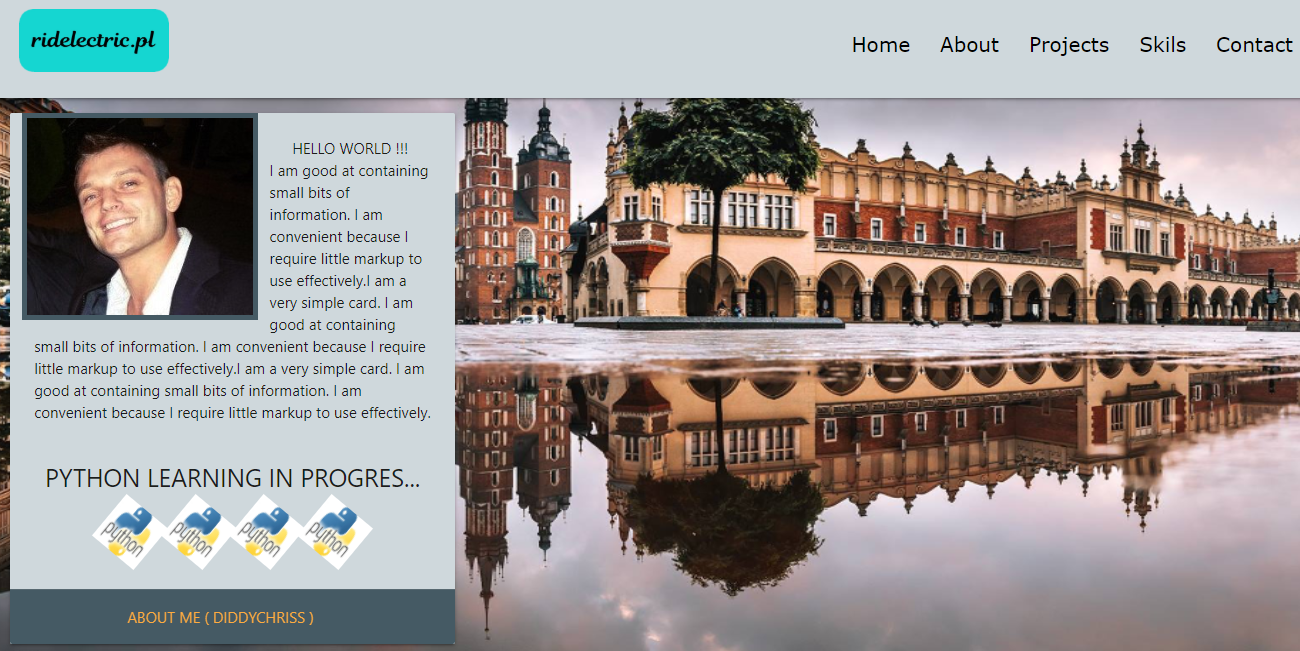 ridelectric.pl
Home About Projects Skils Contact
HELLO WORLD !!!
I am good at containing
small bits of
information. I am
convenient because I
require little markup to
use effectively.I am a
very simple card. I am
good at containing
small bits of information. I am convenient because I require
little markup to use effectively.I am a very simple card. I am
good at containing small bits of information. I am
convenient because I require little markup to use effectively.
PYTHON LEARNING IN PROGRES...
python python python python
ABOUT ME ( DIDDYCHRISS )